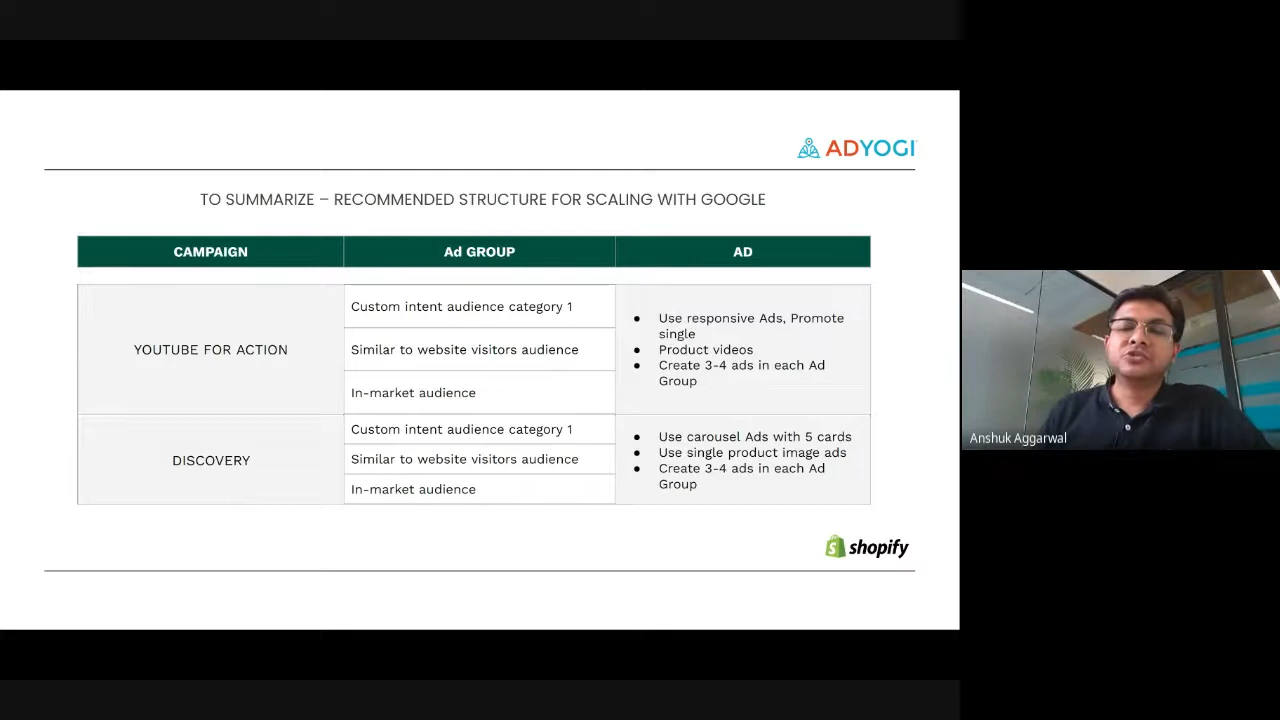 ADYOGI
TO SUMMARIZE – RECOMMENDED STRUCTURE FOR SCALING WITH GOOGLE
CAMPAIGN
Ad GROUP
AD
YOUTUBE FOR ACTION
Custom intent audience category 1
Similar to website visitors audience
In-market audience
● Use responsive Ads, Promote
single
● Product videos
● Create 3-4 ads in each Ad
Group
DISCOVERY
Custom intent audience category 1
Similar to website visitors audience
In-market audience
● Use carousel Ads with 5 cards
● Use single product image ads
● Create 3-4 ads in each Ad
Group
shopify
Anshuk Aggarwal